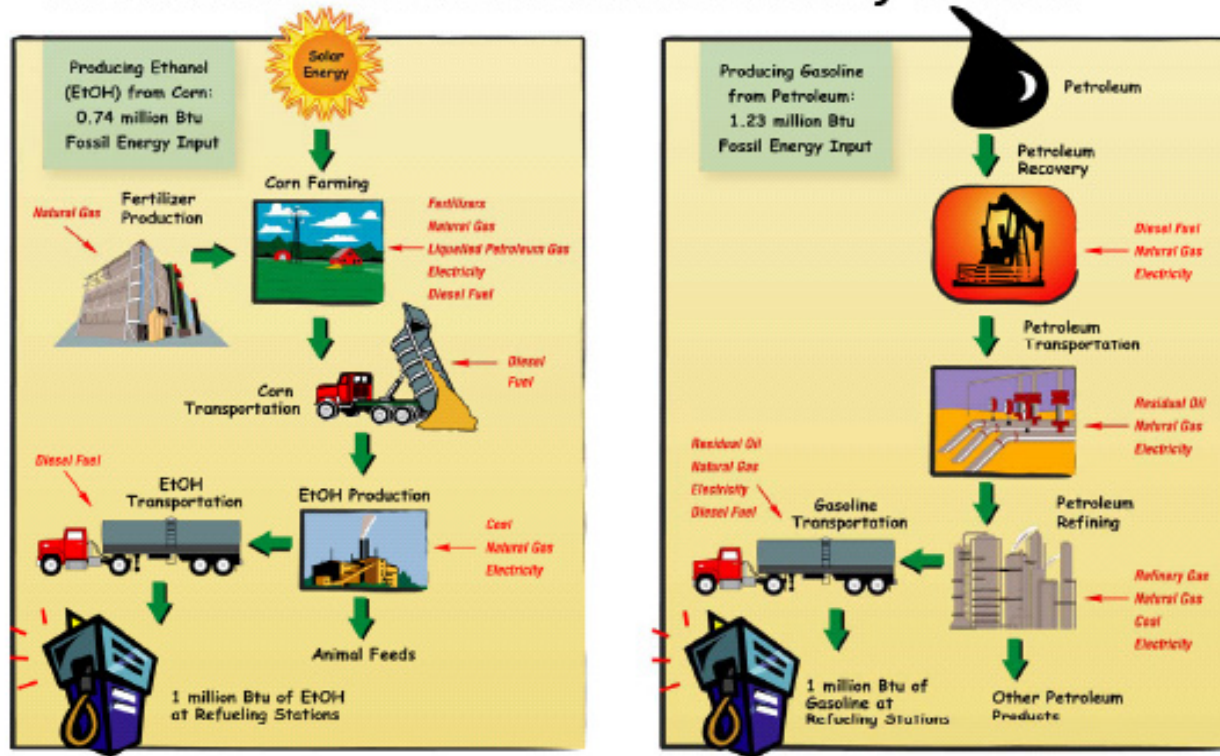 Producing Ethanol
(EtOH) from Corn:
0.74 million Btu
Fossil Energy Input
Solar
Energy
Corn Farming
Natural Gas
Fertilizer
Production
Fertilizers
Natural Gas
Liquelled Petroleum Gas
Electricity
Diesel Fuel
Corn
Transportation
Diesel
Fuel
Diesel Fuel
EtOH
Transportation
EtOH Production
Coal
Natural Gas
Electricity
Animal Feeds
1 million Btu of EtOH
at Refueling Stations
Producing Gasoline
from Petroleum:
1.23 million Btu
Fossil Energy Input
Petroleum
Petroleum
Recovery
Diesel Fuel
Natural Gas
Electricity
Petroleum
Transportation
Residual Oil
Natural Gas
Electricity
Residual Oil
Natural Gas
Electricity
Diesel Fuel
Gasoline
Transportation
Petroleum
Refining
Refinery Gas
Natural Gas
Coal
Electricity
1 million Btu of
Gasoline at
Refueling Stations
Other Petroleum
Products